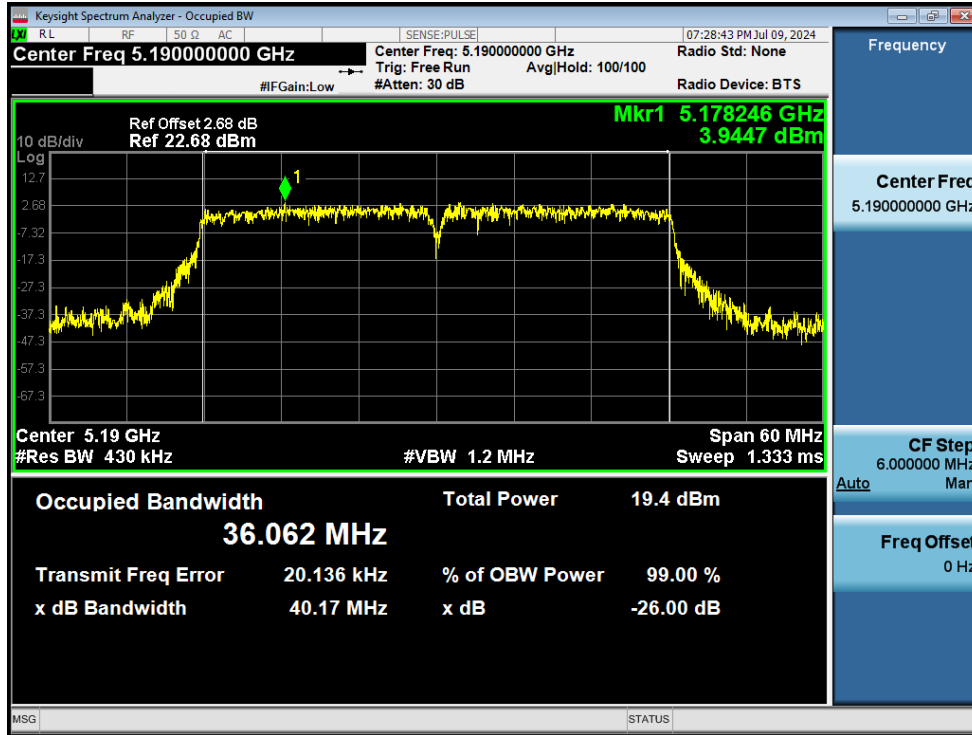 Keysight Spectrum Analyzer - Occupied BW
LXI RL RF 50 Ω AC SENSE:PULSE 07:28:43 PM Jul 09, 2024
Center Freq 5.190000000 GHz
Center Freq: 5.190000000 GHz Radio Std: None
Trig: Free Run Avg|Hold: 100/100
#IFGain:Low #Atten: 30 dB Radio Device: BTS
Mkr1 5.178246 GHz
3.9447 dBm
Ref Offset 2.68 dB
10 dB/div Ref 22.68 dBm
Log
12.7
1
2.68
-7.32
-17.3
-27.3
-37.3
-47.3
-57.3
-67.3
Center 5.19 GHz Span 60 MHz
#Res BW 430 kHz #VBW 1.2 MHz Sweep 1.333 ms
Occupied Bandwidth Total Power 19.4 dBm
36.062 MHz
Transmit Freq Error 20.136 kHz % of OBW Power 99.00 %
x dB Bandwidth 40.17 MHz x dB -26.00 dB
MSG STATUS
Frequency
Center Freq
5.190000000 GHz
CF Step
6.000000 MHz
Auto Man
Freq Offset
0 Hz